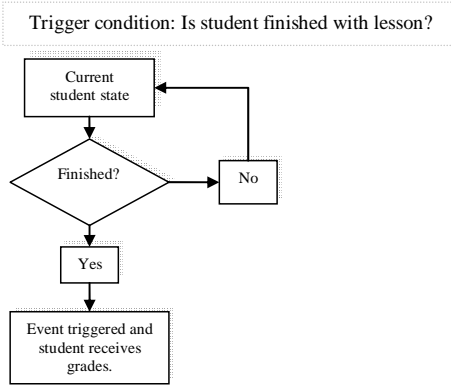 Trigger condition: Is student finished with lesson?
Current
student state
Finished?
No
Yes
Event triggered and
student receives
grades.